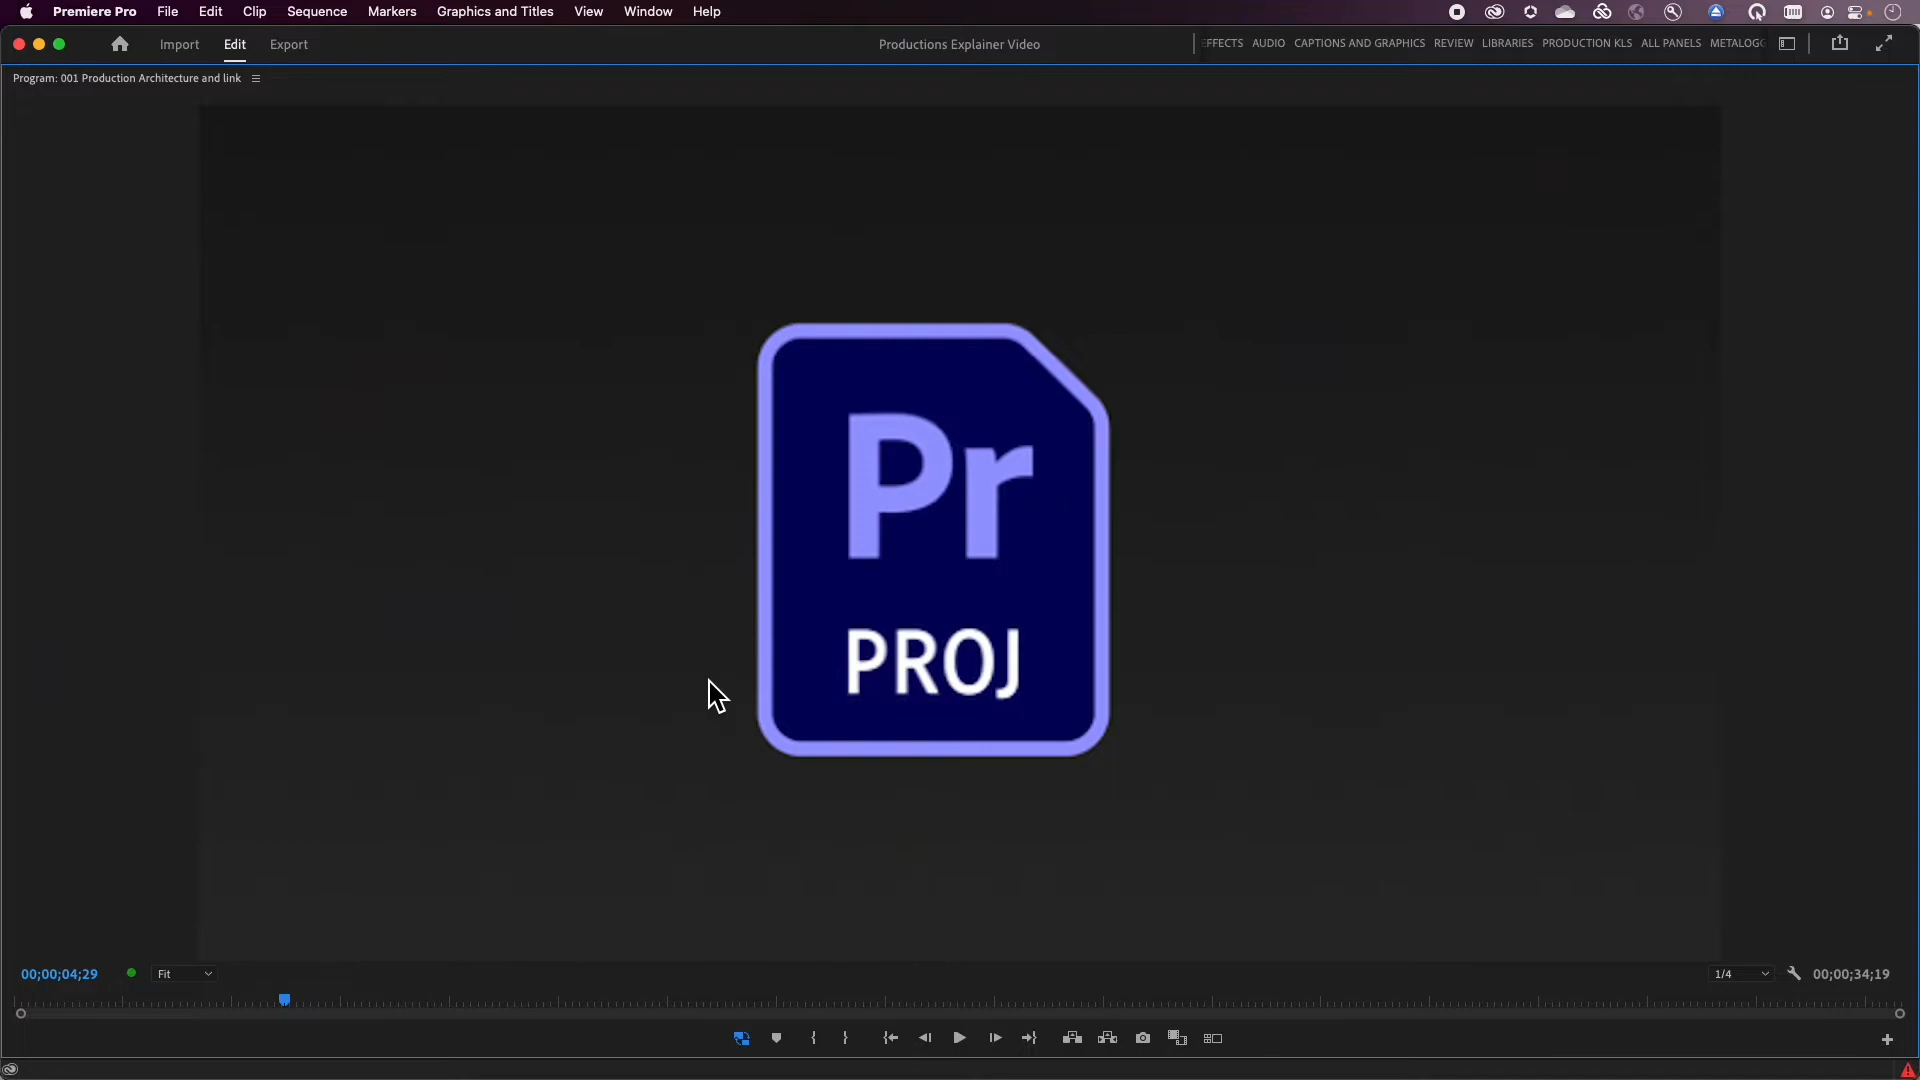 Premiere Pro File Edit Clip Sequence Markers Graphics and Titles View Window Help
Import Edit Export Productions Explainer Video EFFECTS AUDIO CAPTIONS AND GRAPHICS REVIEW LIBRARIES PRODUCTION KLS ALL PANELS METALOGG
Program: 001 Production Architecture and link
Pr
PROJ
00;00;04;29 Fit 1/4 00;00;34;19